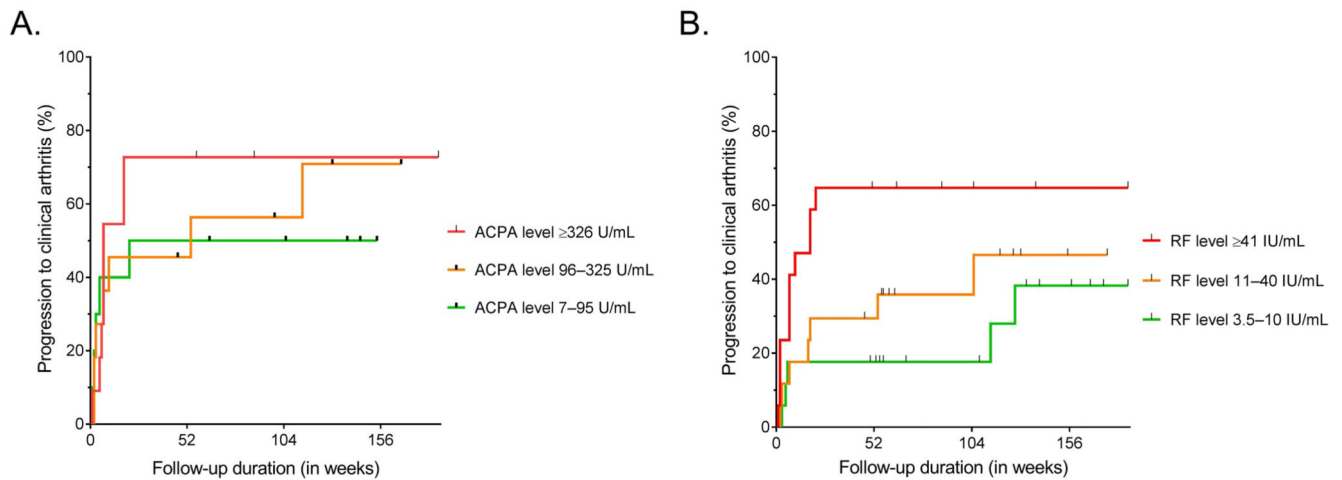 A.
Progression to clinical arthritis (%)
100
80
60
40
20
0
0 52 104 156
Follow-up duration (in weeks)
ACPA level ≥326 U/mL
ACPA level 96–325 U/mL
ACPA level 7–95 U/mL
B.
Progression to clinical arthritis (%)
100
80
60
40
20
0
0 52 104 156
Follow-up duration (in weeks)
RF level ≥41 IU/mL
RF level 11–40 IU/mL
RF level 3.5–10 IU/mL